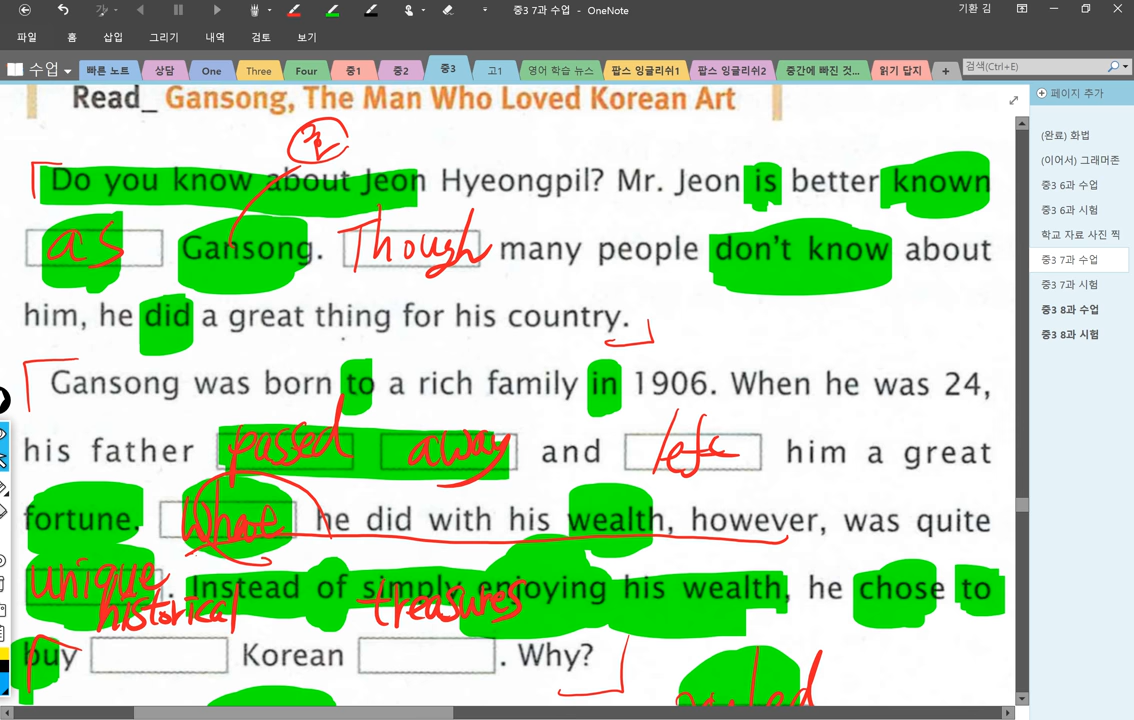 중3 7과 수업 - OneNote
기환 김
파일 홈 삽입 그리기 내역 검토 보기
수업 빠른 노트 상담 One Three Four 중1 중2 중3 고1 영어 학습 뉴스 팝스 잉글리쉬1 팝스 잉글리쉬2 중간에 빠진 것... 읽기 답지 + 검색(Ctrl+E)
페이지 추가
(완료) 화법
(이어서) 그래머존
중3 6과 수업
중3 6과 시험
학교 자료 사진 찍
중3 7과 수업
중3 7과 시험
중3 8과 수업
중3 8과 시험
Read_ Gansong, The Man Who Loved Korean Art
Do you know about Jeon Hyeongpil? Mr. Jeon is better known
as Gansong. Though many people don't know about
him, he did a great thing for his country.
Gansong was born to a rich family in 1906. When he was 24,
his father passed away and left him a great
fortune. What he did with his wealth, however, was quite
unique. Instead of simply enjoying his wealth, he chose to
historical treasures
buy Korean . Why?